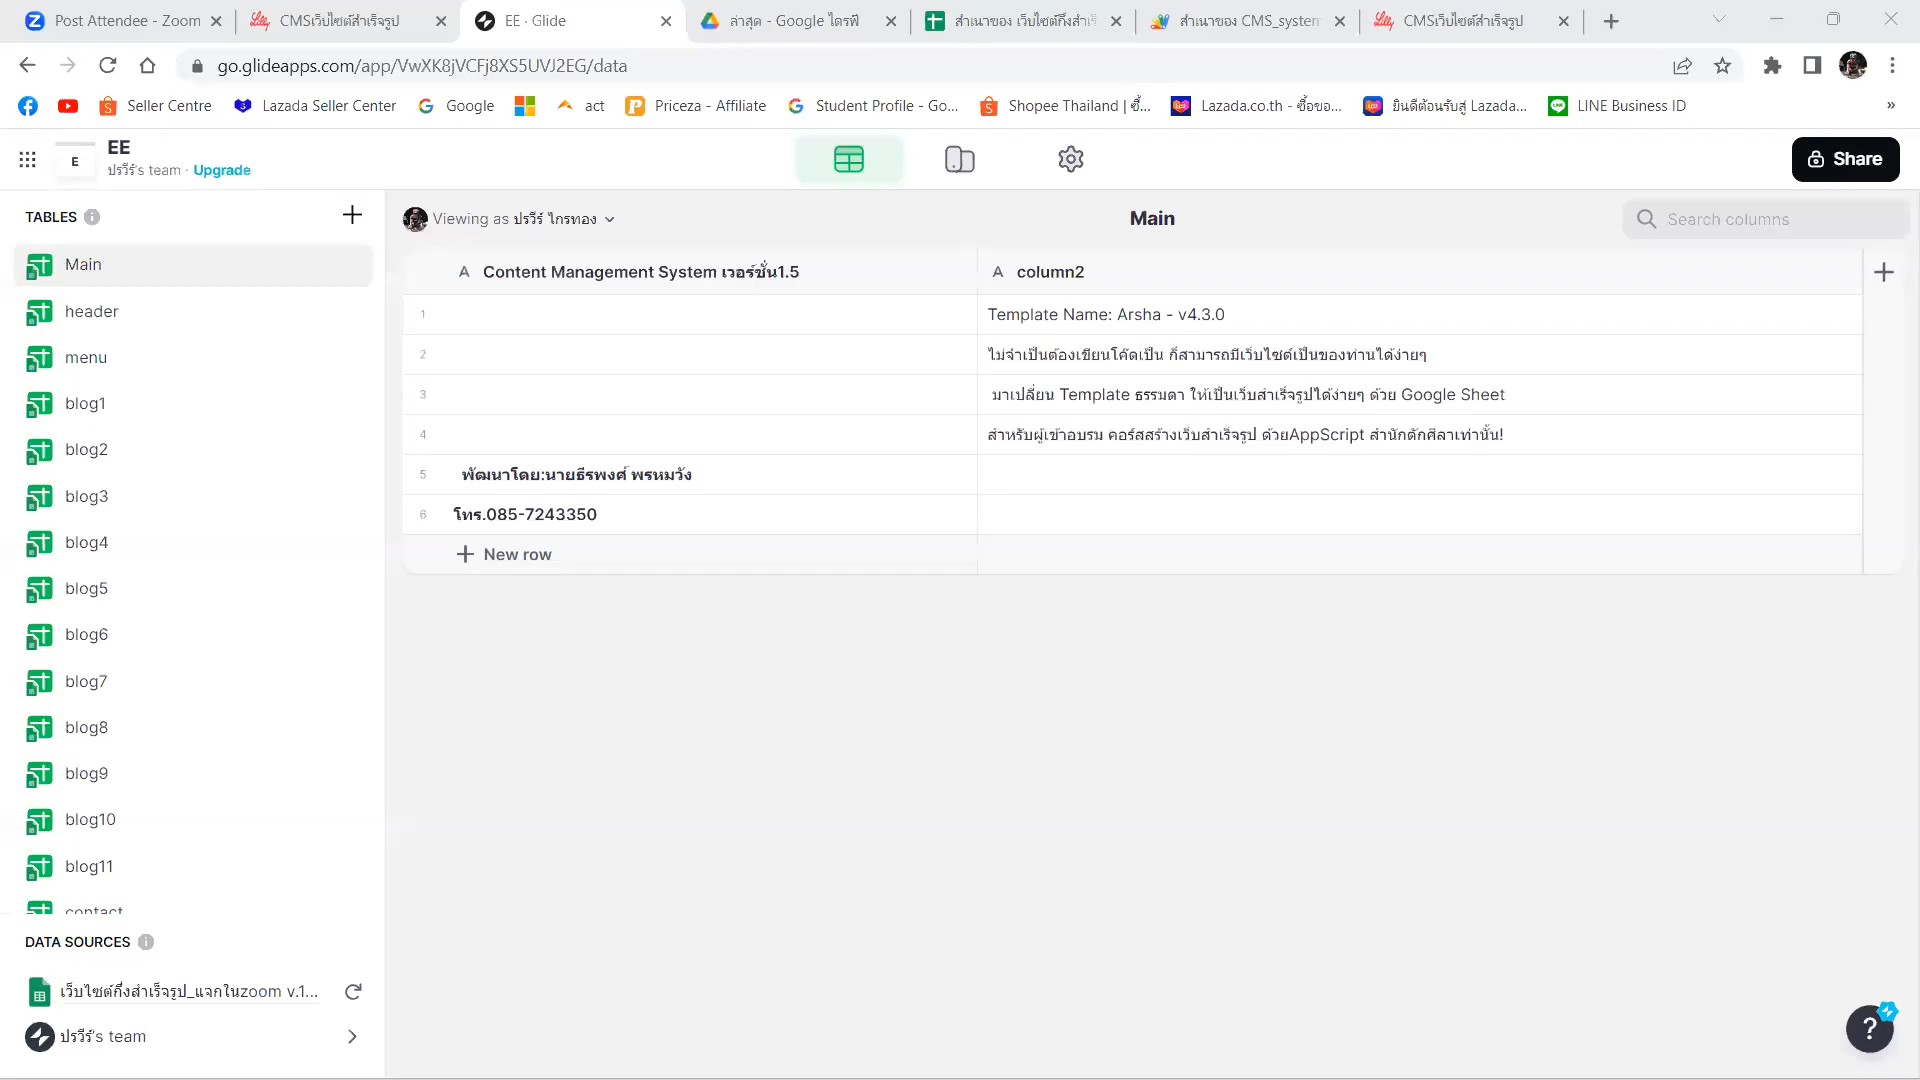 Post Attendee - Zoom
CMSเว็บไซต์สำเร็จรูป
EE · Glide
ล่าสุด - Google ไดรฟ์
สำเนาของ เว็บไซต์กึ่งสำเร็
สำเนาของ CMS_system
CMSเว็บไซต์สำเร็จรูป
go.glideapps.com/app/VwXK8jVCFj8XS5UVJ2EG/data
Seller Centre
Lazada Seller Center
Google
act
Priceza - Affiliate
Student Profile - Go...
Shopee Thailand | ซื้...
Lazada.co.th - ซื้อขอ...
ยินดีต้อนรับสู่ Lazada...
LINE Business ID
»
E
EE
ปรวีร์'s team · Upgrade
Share
TABLES
Viewing as ปรวีร์ ไกรทอง
Main
Search columns
Main
header
menu
blog1
blog2
blog3
blog4
blog5
blog6
blog7
blog8
blog9
blog10
blog11
contact
A Content Management System เวอร์ชั่น1.5
A column2
1 Template Name: Arsha - v4.3.0
2 ไม่จำเป็นต้องเขียนโค๊ดเป็น ก็สามารถมีเว็บไซต์เป็นของท่านได้ง่ายๆ
3 มาเปลี่ยน Template ธรรมดา ให้เป็นเว็บสำเร็จรูปได้ง่ายๆ ด้วย Google Sheet
4 สำหรับผู้เข้าอบรม คอร์สสร้างเว็บสำเร็จรูป ด้วยAppScript สำนักตักศิลาเท่านั้น!
5 พัฒนาโดย:นายธีรพงศ์ พรหมวัง
6 โทร.085-7243350
New row
DATA SOURCES
เว็บไซต์กึ่งสำเร็จรูป_แจกในzoom v.1...
ปรวีร์'s team
?